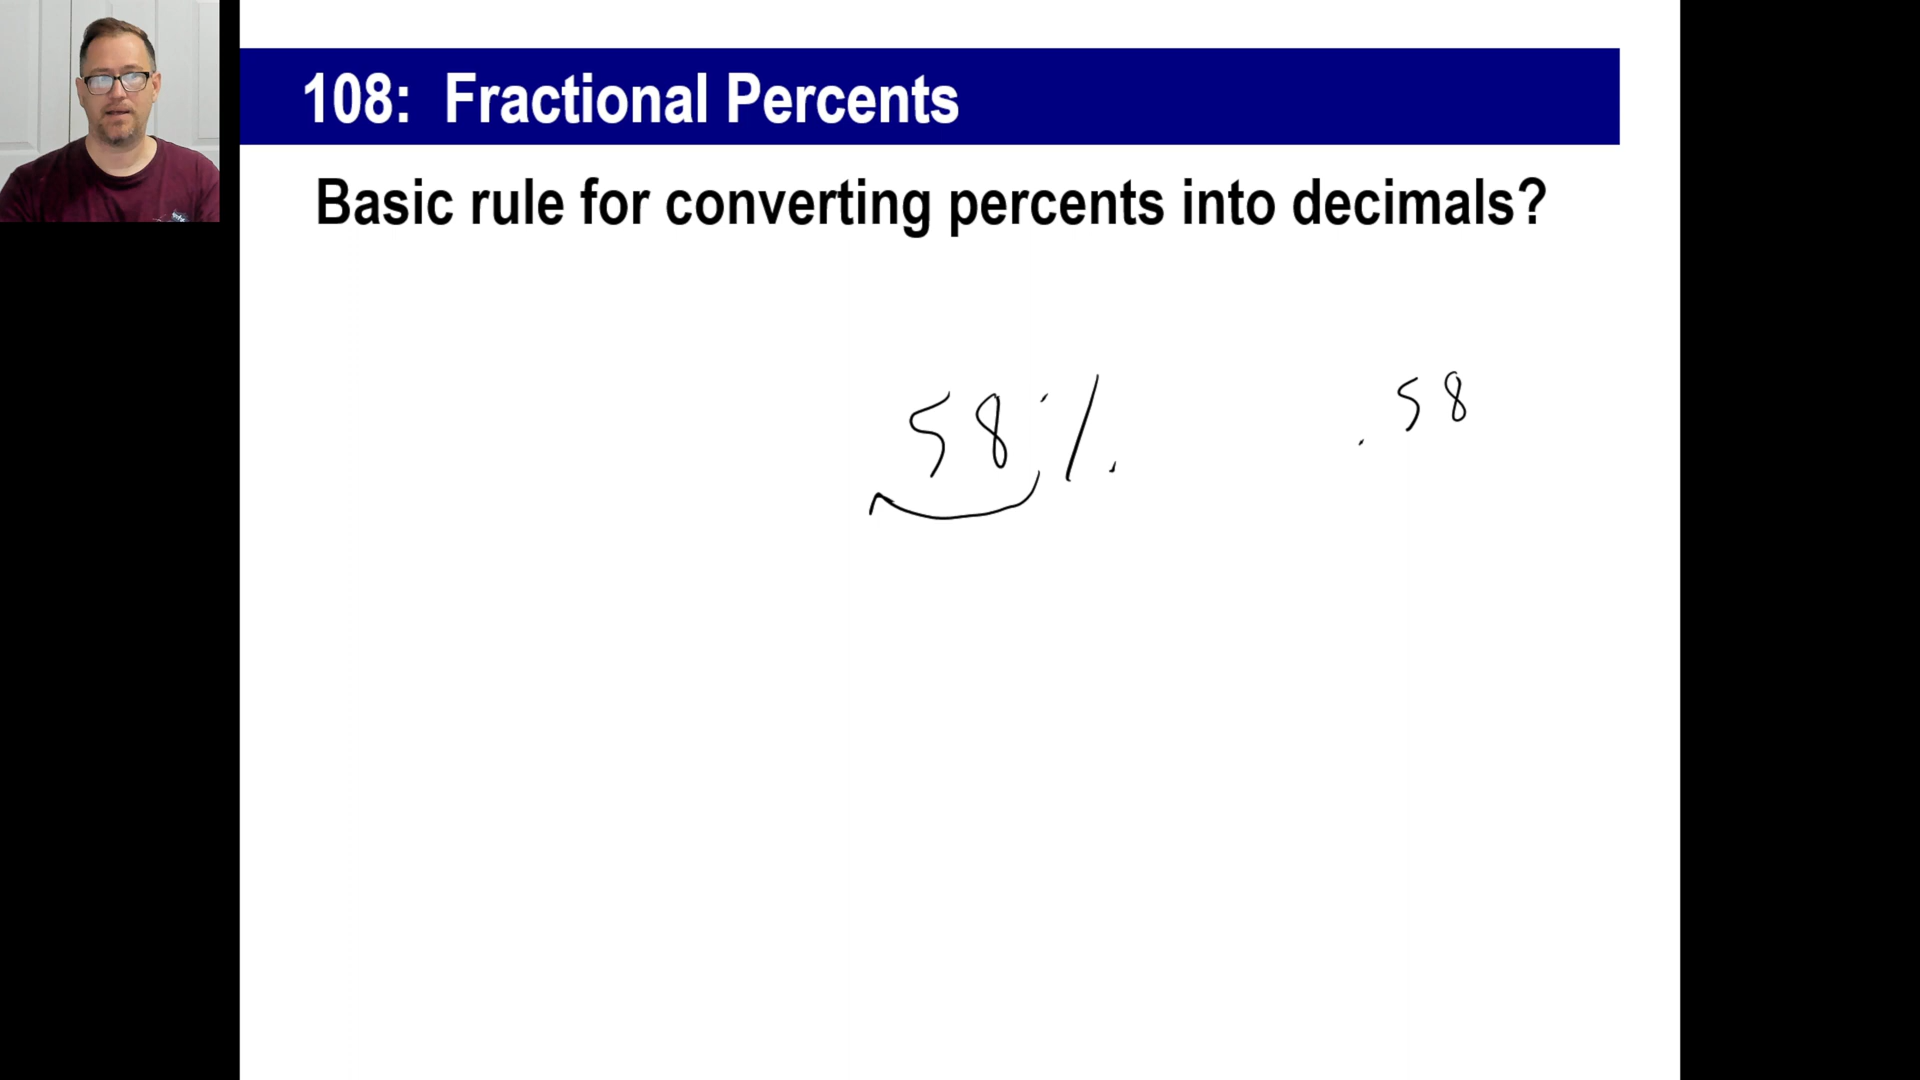 108: Fractional Percents
Basic rule for converting percents into decimals?
58.% .58